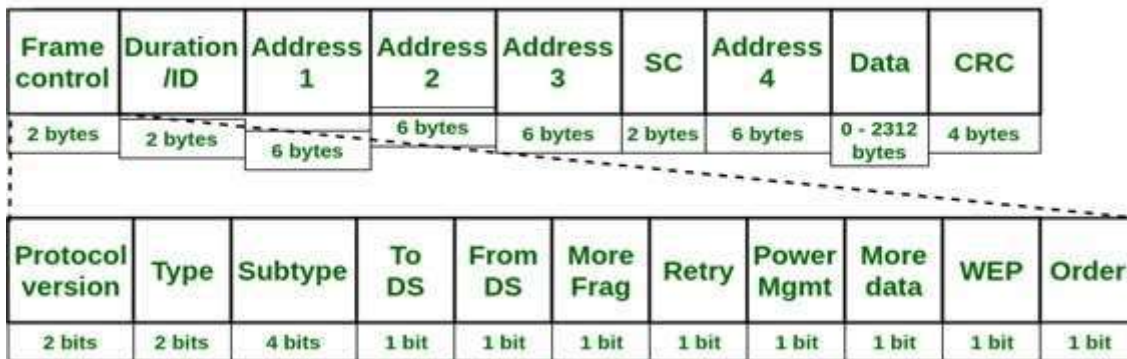 Frame control
Duration /ID
Address 1
Address 2
Address 3
SC
Address 4
Data
CRC
2 bytes
2 bytes
6 bytes
6 bytes
6 bytes
2 bytes
6 bytes
0 - 2312 bytes
4 bytes
Protocol version
Type
Subtype
To DS
From DS
More Frag
Retry
Power Mgmt
More data
WEP
Order
2 bits
2 bits
4 bits
1 bit
1 bit
1 bit
1 bit
1 bit
1 bit
1 bit
1 bit